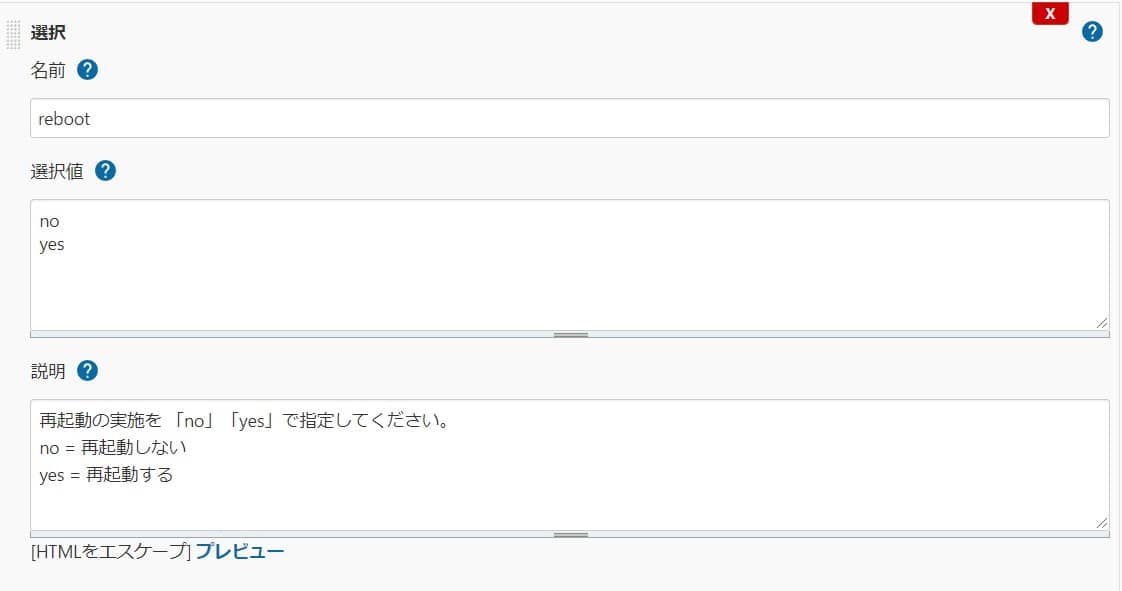 X
選択
?
名前 ?
reboot
選択値 ?
no
yes
説明 ?
再起動の実施を 「no」「yes」で指定してください。
no = 再起動しない
yes = 再起動する
[HTMLをエスケープ] プレビュー